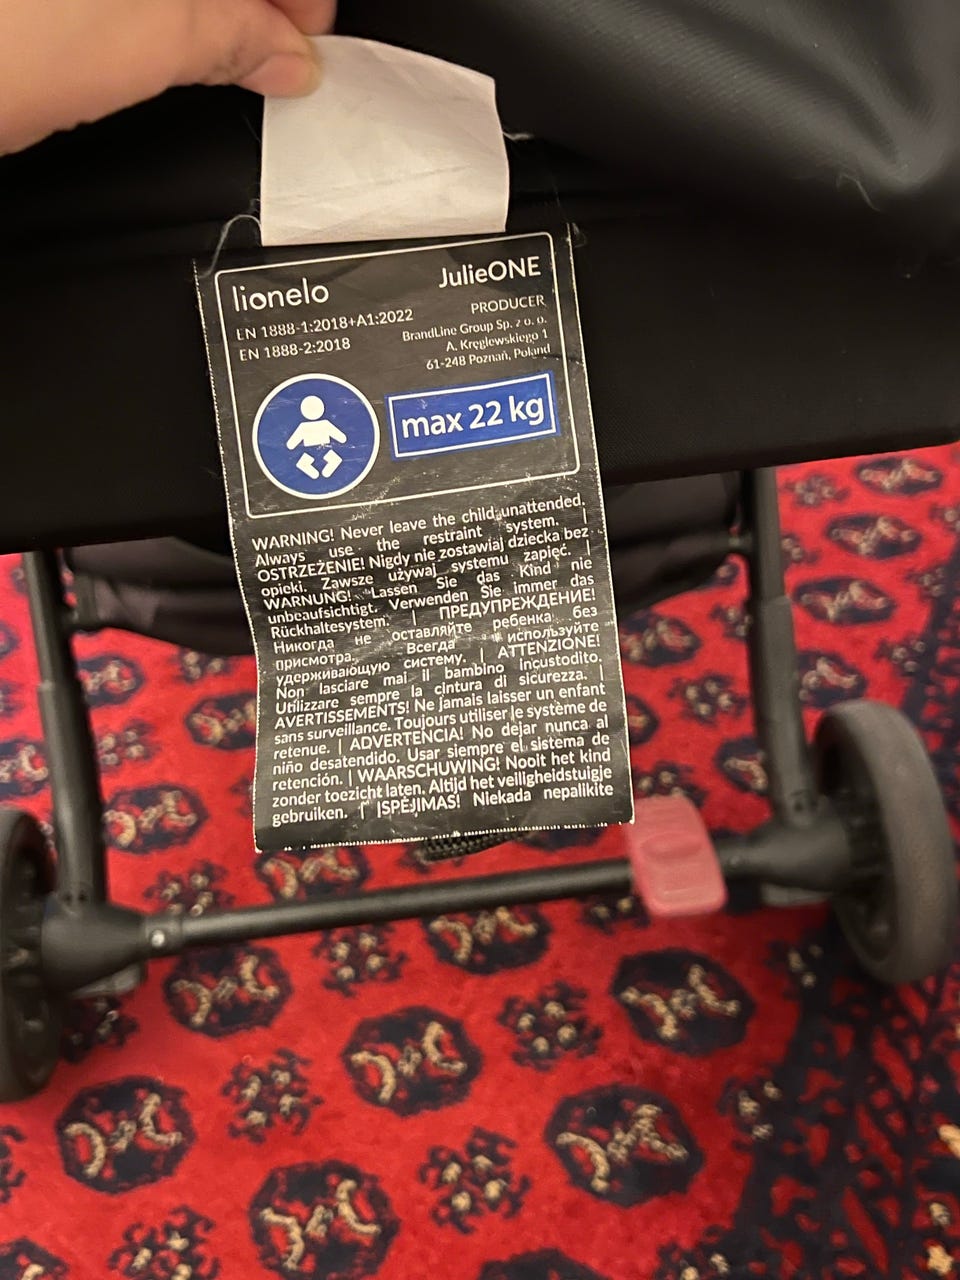 lionelo
JulieONE
EN 1888-1:2018+A1:2022
EN 1888-2:2018
PRODUCER
BrandLine Group Sp. z o. o.
A. Kręglewskiego 1
61-248 Poznań, Poland
max 22 kg
WARNING! Never leave the child unattended.
Always use the restraint system. |
OSTRZEŻENIE! Nigdy nie zostawiaj dziecka bez
opieki. Zawsze używaj systemu zapięć. |
WARNUNG! Lassen Sie das Kind nie
unbeaufsichtigt. Verwenden Sie immer das
Rückhaltesystem. | ПРЕДУПРЕЖДЕНИЕ!
Никогда не оставляйте ребенка без
присмотра. Всегда используйте
удерживающую систему. | ATTENZIONE!
Non lasciare mai il bambino incustodito.
Utilizzare sempre la cintura di sicurezza. |
AVERTISSEMENTS! Ne jamais laisser un enfant
sans surveillance. Toujours utiliser le système de
retenue. | ADVERTENCIA! No dejar nunca al
niño desatendido. Usar siempre el sistema de
retención. | WAARSCHUWING! Nooit het kind
zonder toezicht laten. Altijd het veiligheidstuigje
gebruiken. | ĮSPĖJIMAS! Niekada nepalikite